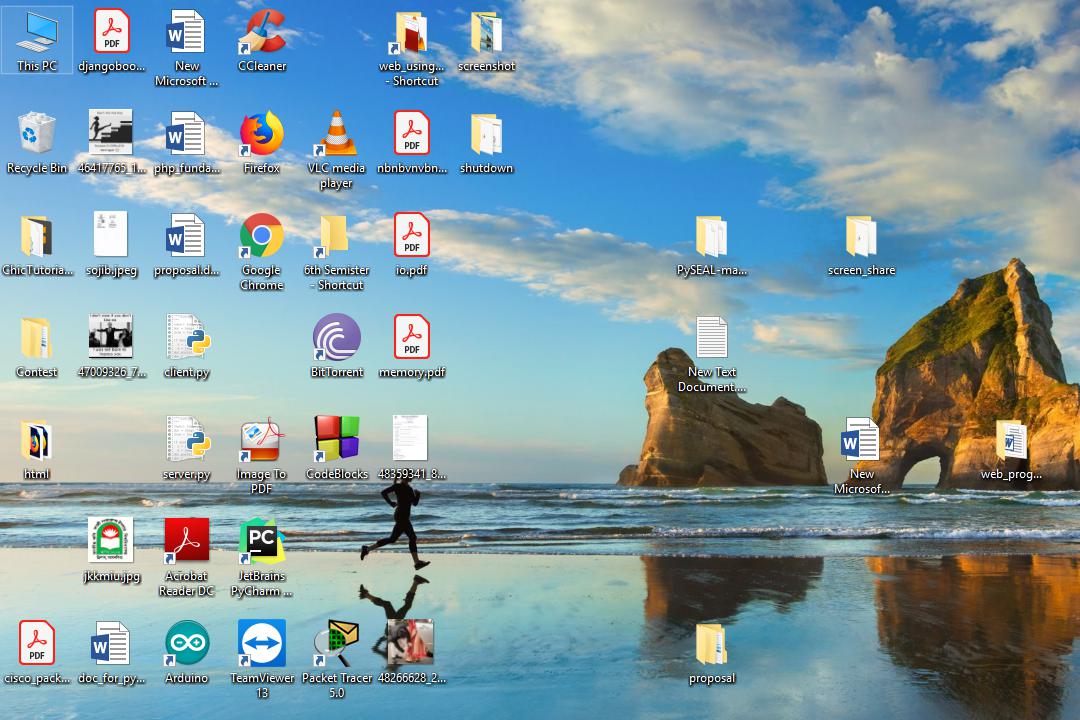 This PC
djangoboo...
New
Microsoft ...
CCleaner
web_using...
- Shortcut
screenshot
Recycle Bin
46417765_1...
php_funda...
Firefox
VLC media
player
nbnbvnvbn...
shutdown
ChicTutoria...
sojib.jpeg
proposal.d...
Google
Chrome
6th Semister
- Shortcut
io.pdf
PySEAL-ma...
screen_share
Contest
47009326_7...
client.py
BitTorrent
memory.pdf
New Text
Document....
html
server.py
Image To
PDF
CodeBlocks
48359341_8...
New
Microsof...
web_prog...
jkkmiu.jpg
Acrobat
Reader DC
JetBrains
PyCharm ...
cisco_pack...
doc_for_py...
Arduino
TeamViewer
13
Packet Tracer
5.0
48266628_2...
proposal